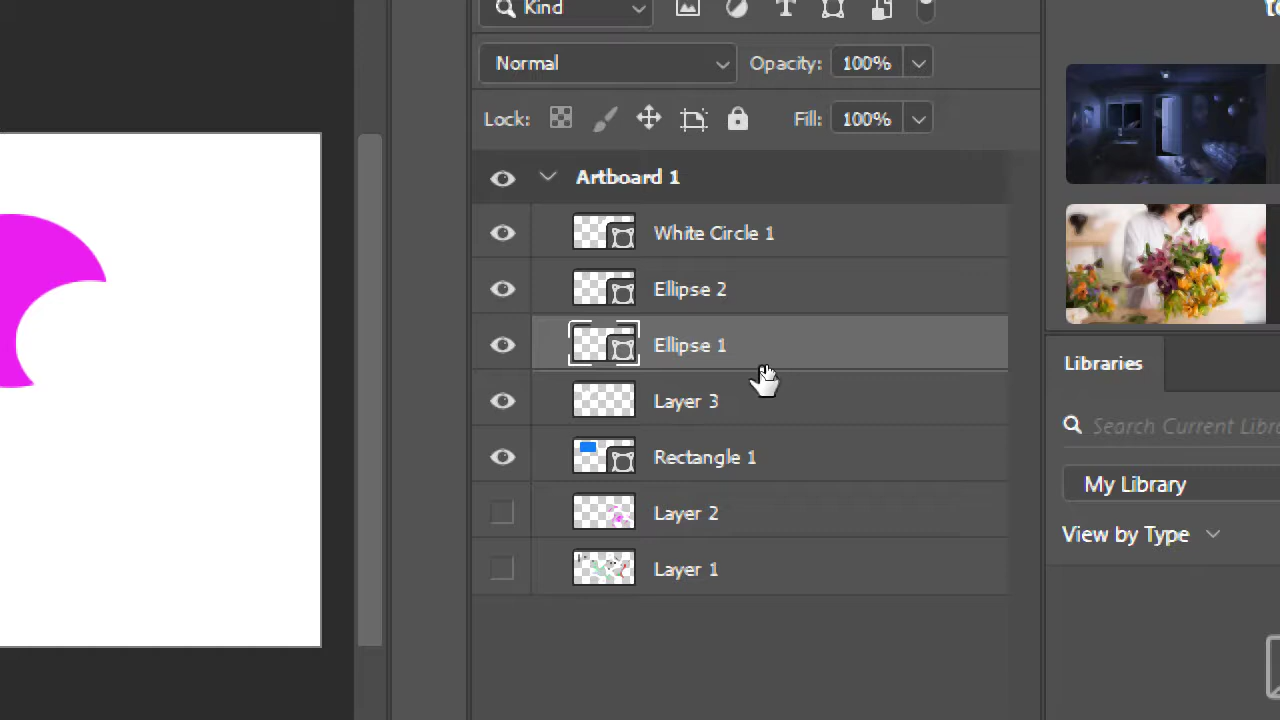 Kind
Normal
Opacity: 100%
Lock:
Fill: 100%
Artboard 1
White Circle 1
Ellipse 2
Ellipse 1
Layer 3
Rectangle 1
Layer 2
Layer 1
Libraries
Search Current Libra
My Library
View by Type